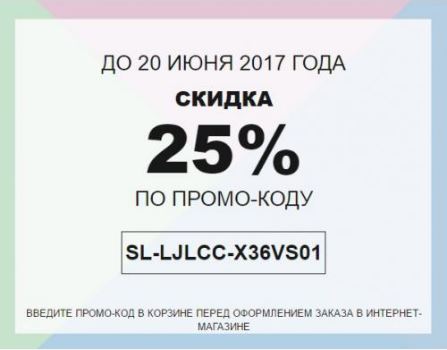 ДО 20 ИЮНЯ 2017 ГОДА
СКИДКА
25%
ПО ПРОМО-КОДУ
SL-LJLCC-X36VS01
ВВЕДИТЕ ПРОМО-КОД В КОРЗИНЕ ПЕРЕД ОФОРМЛЕНИЕМ ЗАКАЗА В ИНТЕРНЕТ-
МАГАЗИНЕ